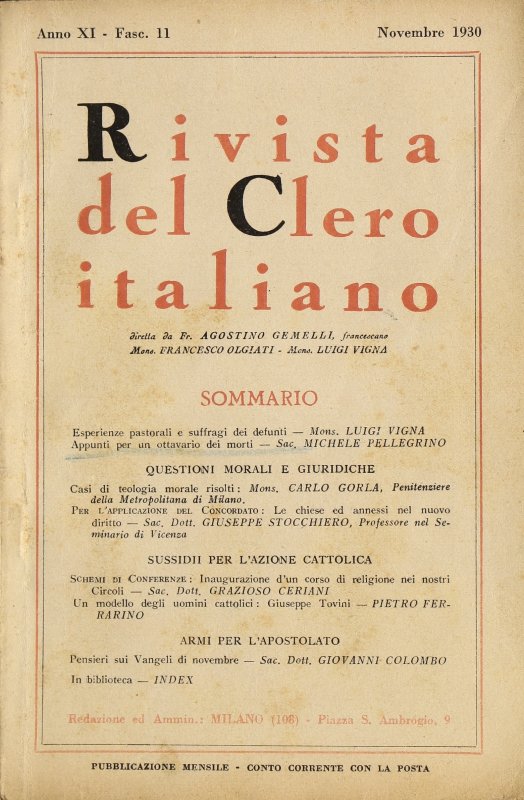 Anno XI - Fasc. 11
Novembre 1930
Rivista
del Clero
italiano
diretta da Fr. AGOSTINO GEMELLI, francescano
Mons. FRANCESCO OLGIATI - Mons. LUIGI VIGNA
SOMMARIO
Esperienze pastorali e suffragi dei defunti — Mons. LUIGI VIGNA
Appunti per un ottavario dei morti — Sac. MICHELE PELLEGRINO
QUESTIONI MORALI E GIURIDICHE
Casi di teologia morale risolti : Mons. CARLO GORLA, Penitenziere
della Metropolitana di Milano.
PER L'APPLICAZIONE DEL CONCORDATO : Le chiese ed annessi nel nuovo
diritto — Sac. Dott. GIUSEPPE STOCCHIERO, Professore nel Se-
minario di Vicenza
SUSSIDII PER L'AZIONE CATTOLICA
SCHEMI DI CONFERENZE : Inaugurazione d'un corso di religione nei nostri
Circoli — Sac. Dott. GRAZIOSO CERIANI
Un modello degli uomini cattolici : Giuseppe Tovini — PIETRO FER-
RARINO
ARMI PER L'APOSTOLATO
Pensieri sui Vangeli di novembre — Sac. Dott. GIOVANNI COLOMBO
In biblioteca — INDEX
Redazione ed Ammin.: MILANO (108) - Piazza S. Ambrogio, 9
PUBBLICAZIONE MENSILE - CONTO CORRENTE CON LA POSTA